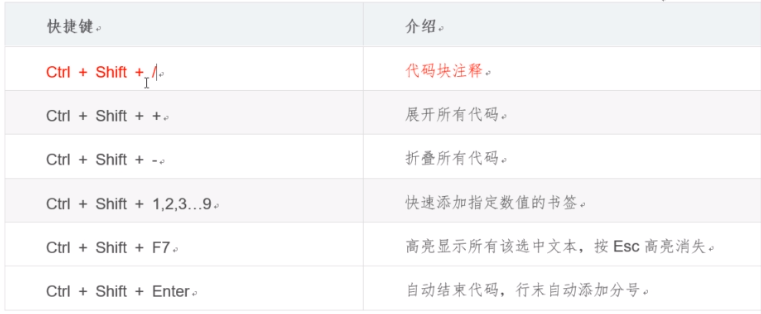 快捷键 介绍
Ctrl + Shift + / 代码块注释
Ctrl + Shift + + 展开所有代码
Ctrl + Shift + - 折叠所有代码
Ctrl + Shift + 1,2,3...9 快速添加指定数值的书签
Ctrl + Shift + F7 高亮显示所有该选中文本，按 Esc 高亮消失
Ctrl + Shift + Enter 自动结束代码，行末自动添加分号